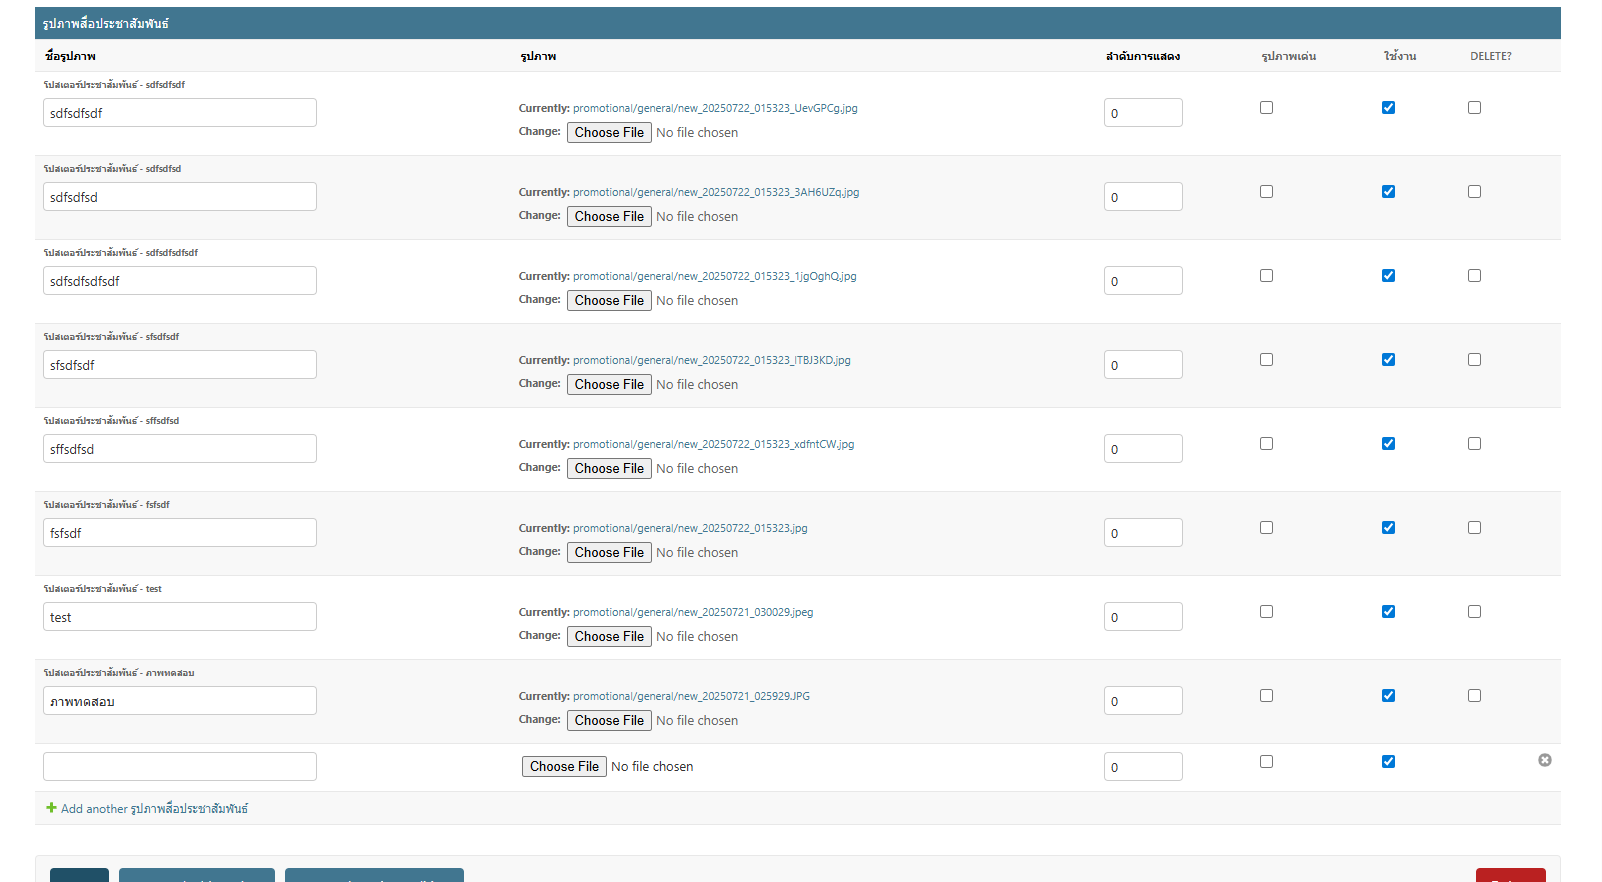 รูปภาพสื่อประชาสัมพันธ์
ชื่อรูปภาพ รูปภาพ ลำดับการแสดง รูปภาพเด่น ใช้งาน DELETE?
โปสเตอร์ประชาสัมพันธ์ - sdfsdfsdf
sdfsdfsdf Currently: promotional/general/new_20250722_015323_UevGPCg.jpg 0
Change: Choose File No file chosen
โปสเตอร์ประชาสัมพันธ์ - sdfsdfsd
sdfsdfsd Currently: promotional/general/new_20250722_015323_3AH6UZq.jpg 0
Change: Choose File No file chosen
โปสเตอร์ประชาสัมพันธ์ - sdfsdfsdfsdf
sdfsdfsdfsdf Currently: promotional/general/new_20250722_015323_1jgOghQ.jpg 0
Change: Choose File No file chosen
โปสเตอร์ประชาสัมพันธ์ - sfsdfsdf
sfsdfsdf Currently: promotional/general/new_20250722_015323_lTBJ3KD.jpg 0
Change: Choose File No file chosen
โปสเตอร์ประชาสัมพันธ์ - sffsdfsd
sffsdfsd Currently: promotional/general/new_20250722_015323_xdfntCW.jpg 0
Change: Choose File No file chosen
โปสเตอร์ประชาสัมพันธ์ - fsfsdf
fsfsdf Currently: promotional/general/new_20250722_015323.jpg 0
Change: Choose File No file chosen
โปสเตอร์ประชาสัมพันธ์ - test
test Currently: promotional/general/new_20250721_030029.jpeg 0
Change: Choose File No file chosen
โปสเตอร์ประชาสัมพันธ์ - ภาพทดสอบ
ภาพทดสอบ Currently: promotional/general/new_20250721_025929.JPG 0
Change: Choose File No file chosen
Choose File No file chosen 0
Add another รูปภาพสื่อประชาสัมพันธ์